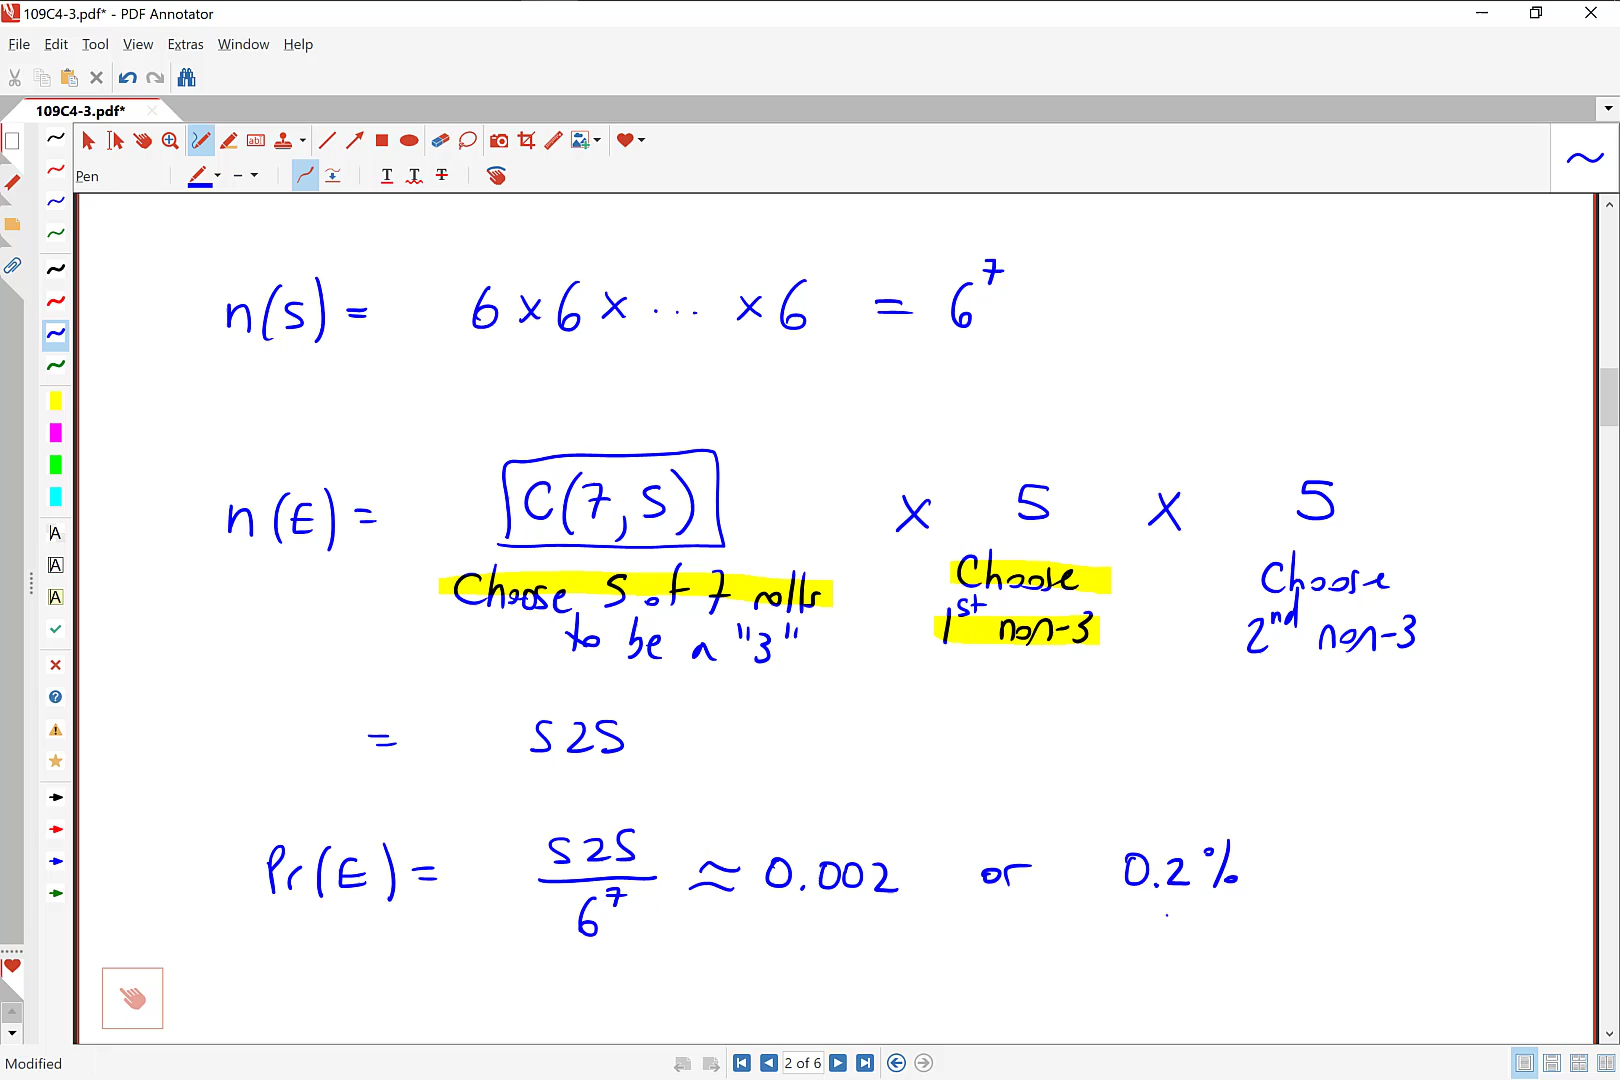 109C4-3.pdf* - PDF Annotator
File Edit Tool View Extras Window Help
109C4-3.pdf*
Pen
n(S) = 6 × 6 × ... × 6 = 6^7
n(E) = C(7,5) × 5 × 5
Choose 5 of 7 rolls to be a "3"
Choose 1st non-3
Choose 2nd non-3
= 525
Pr(E) = 525/6^7 ≈ 0.002 or 0.2%
Modified
2 of 6